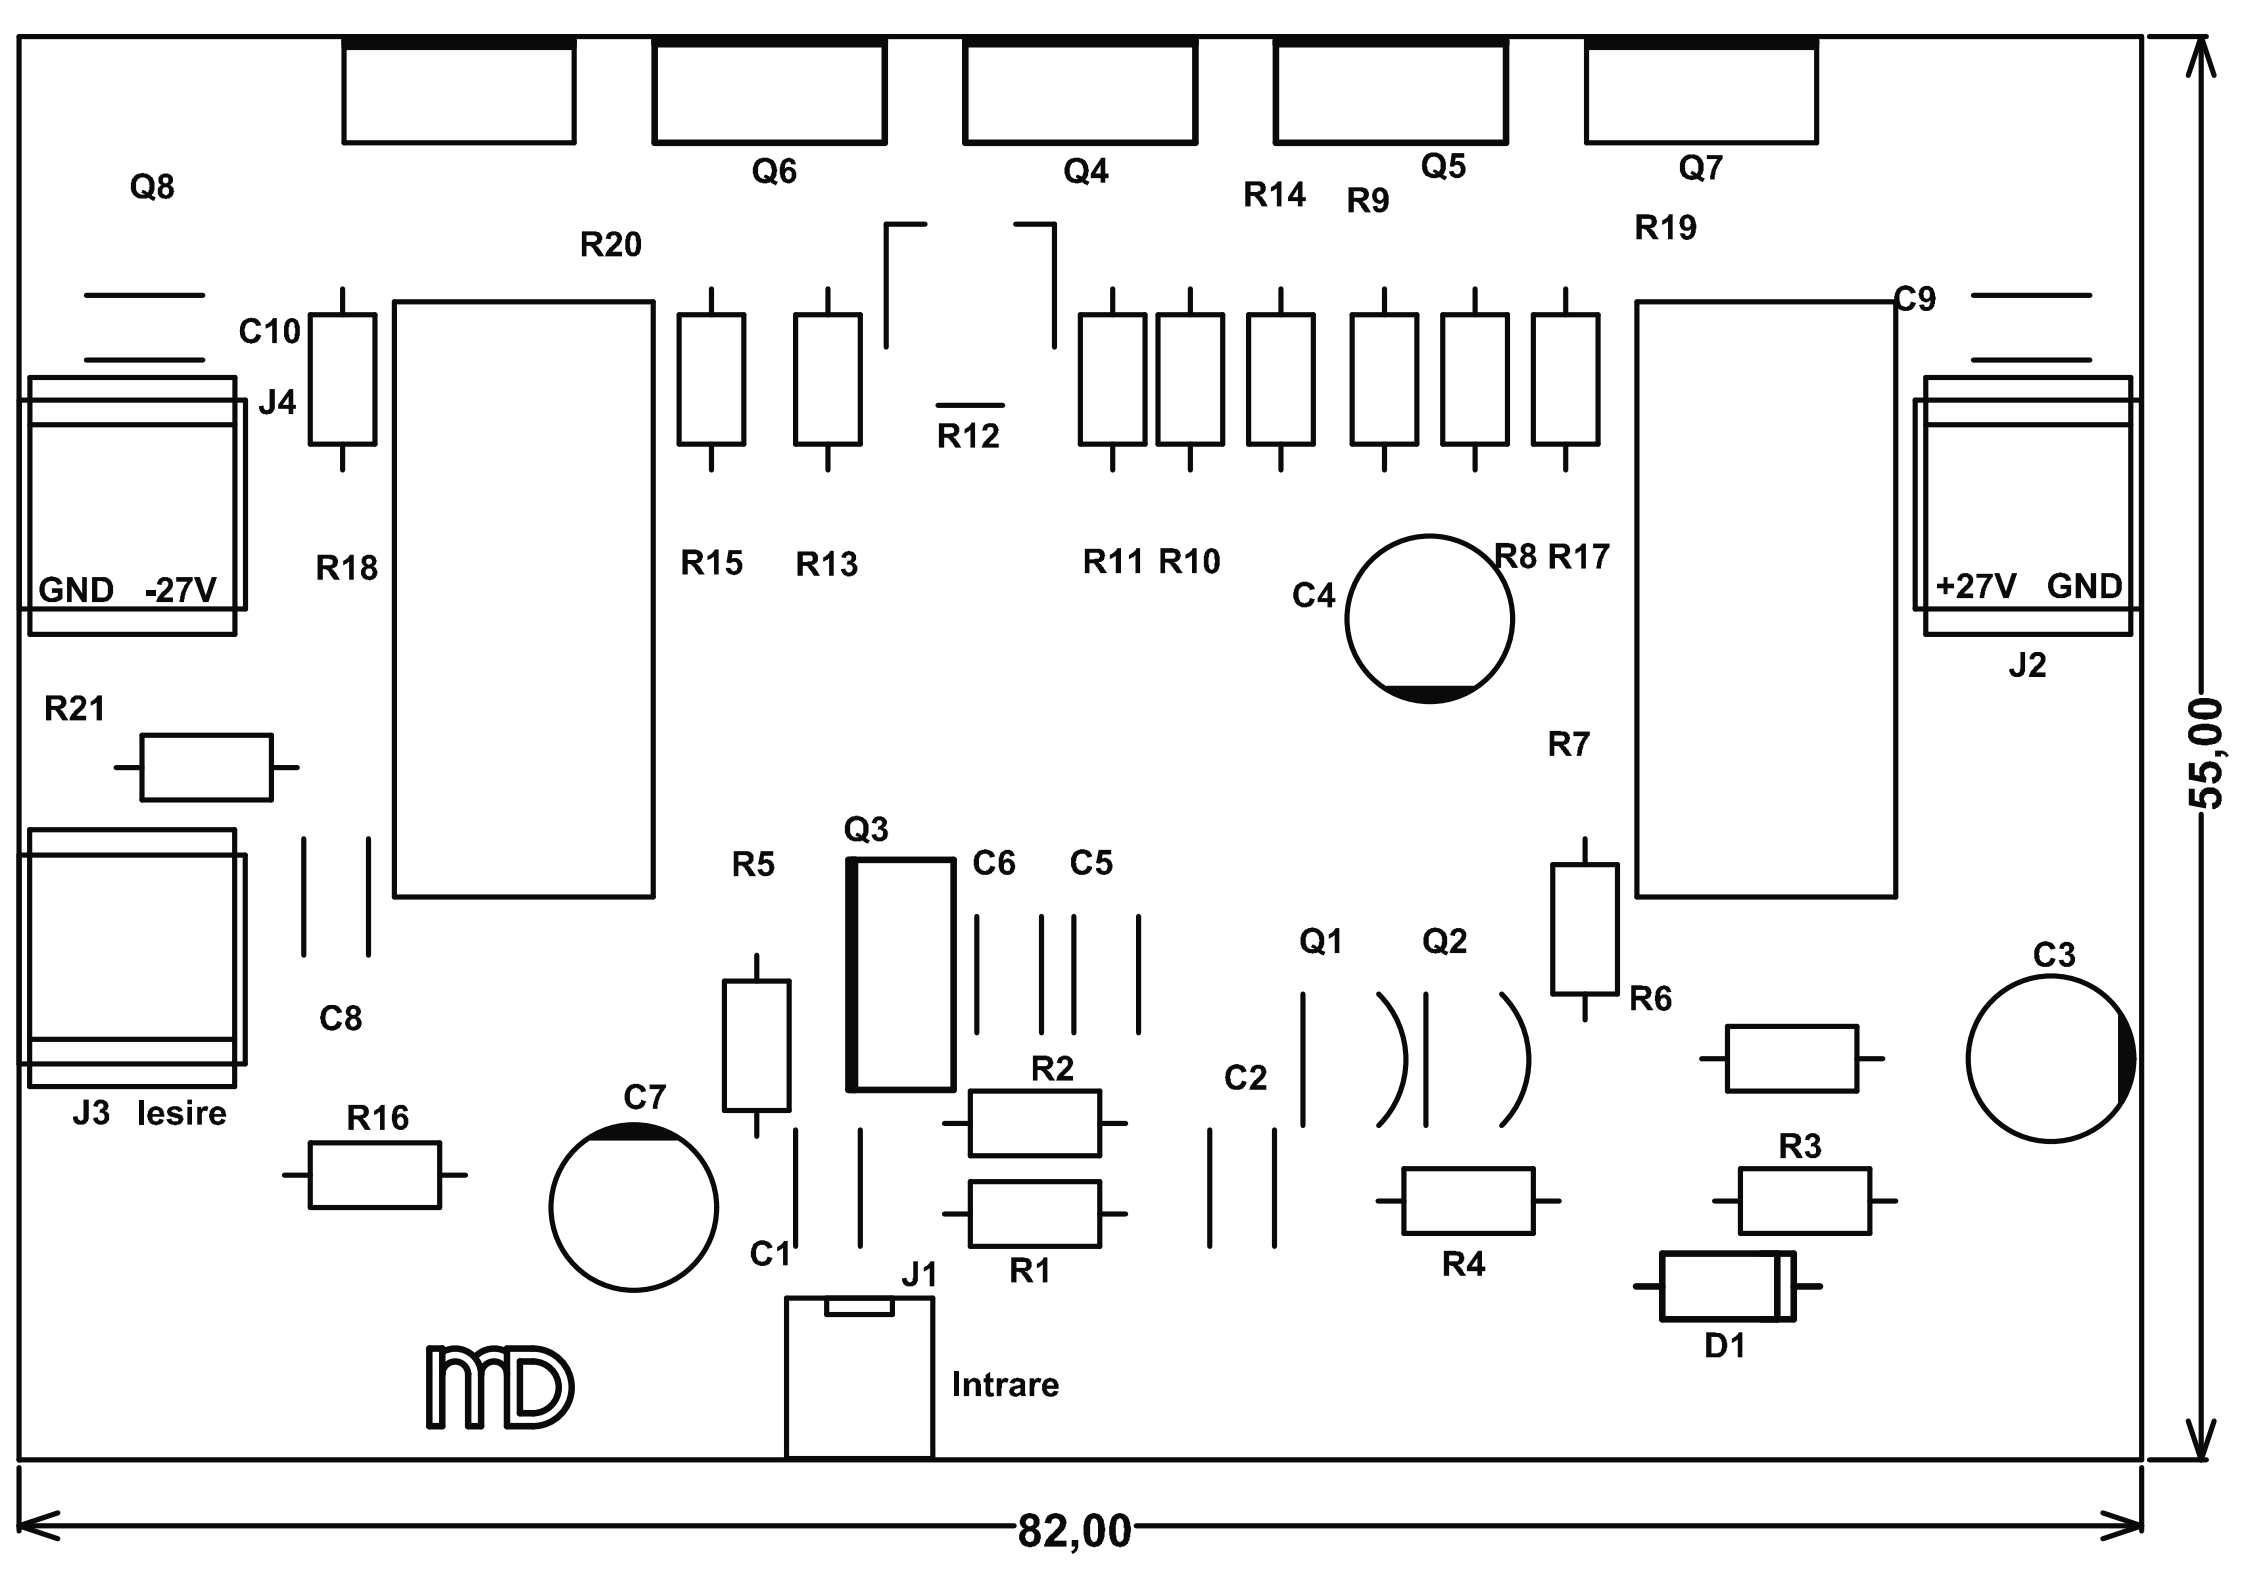 Q6
Q4
Q5
Q7
Q8
R14
R9
R19
R20
C9
C10
J4
R12
R18
R15
R13
R11
R10
R8
R17
GND
-27V
C4
+27V
GND
J2
R21
R7
55,00
Q3
R5
C6
C5
Q1
Q2
C3
R6
C8
R2
C2
C7
J3
Iesire
R16
R3
C1
J1
R1
R4
D1
mD
Intrare
82,00